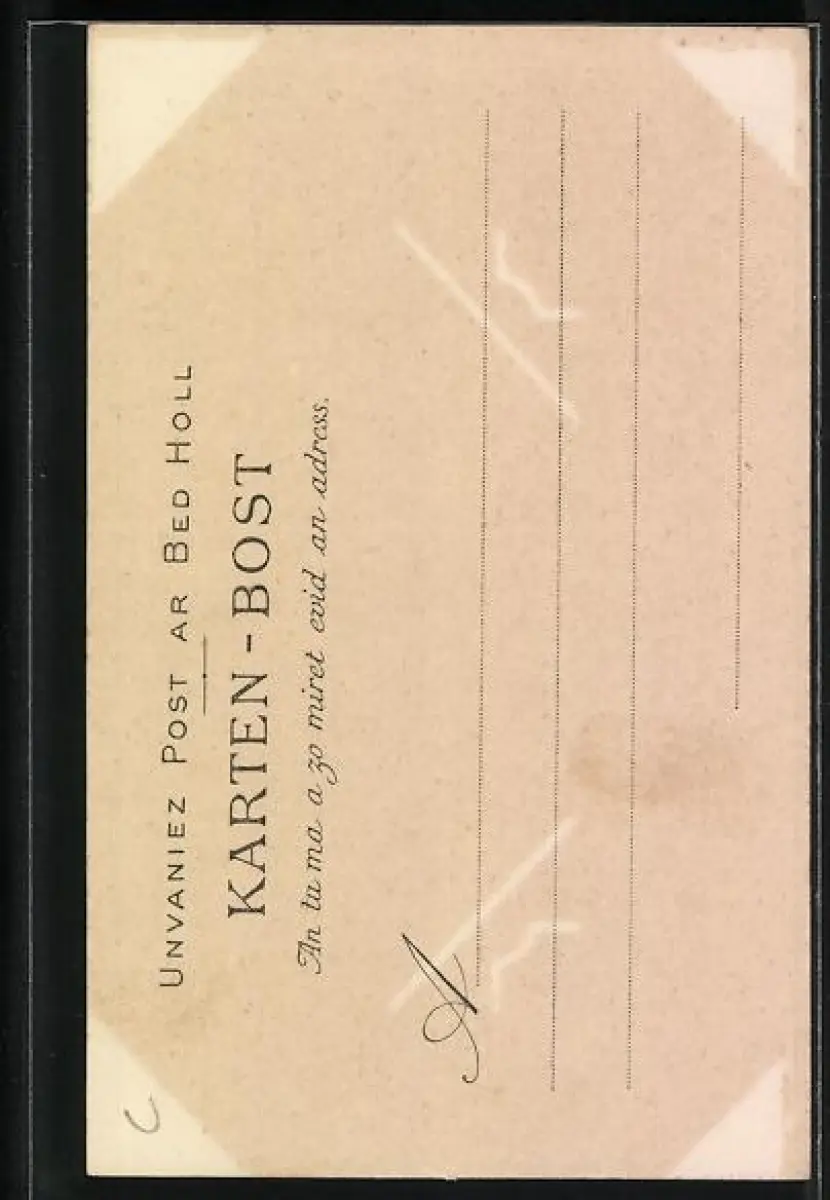 UNVANIEZ POST AR BED HOLL
KARTEN-BOST
An tu ma a zo miret evid an adress.
A